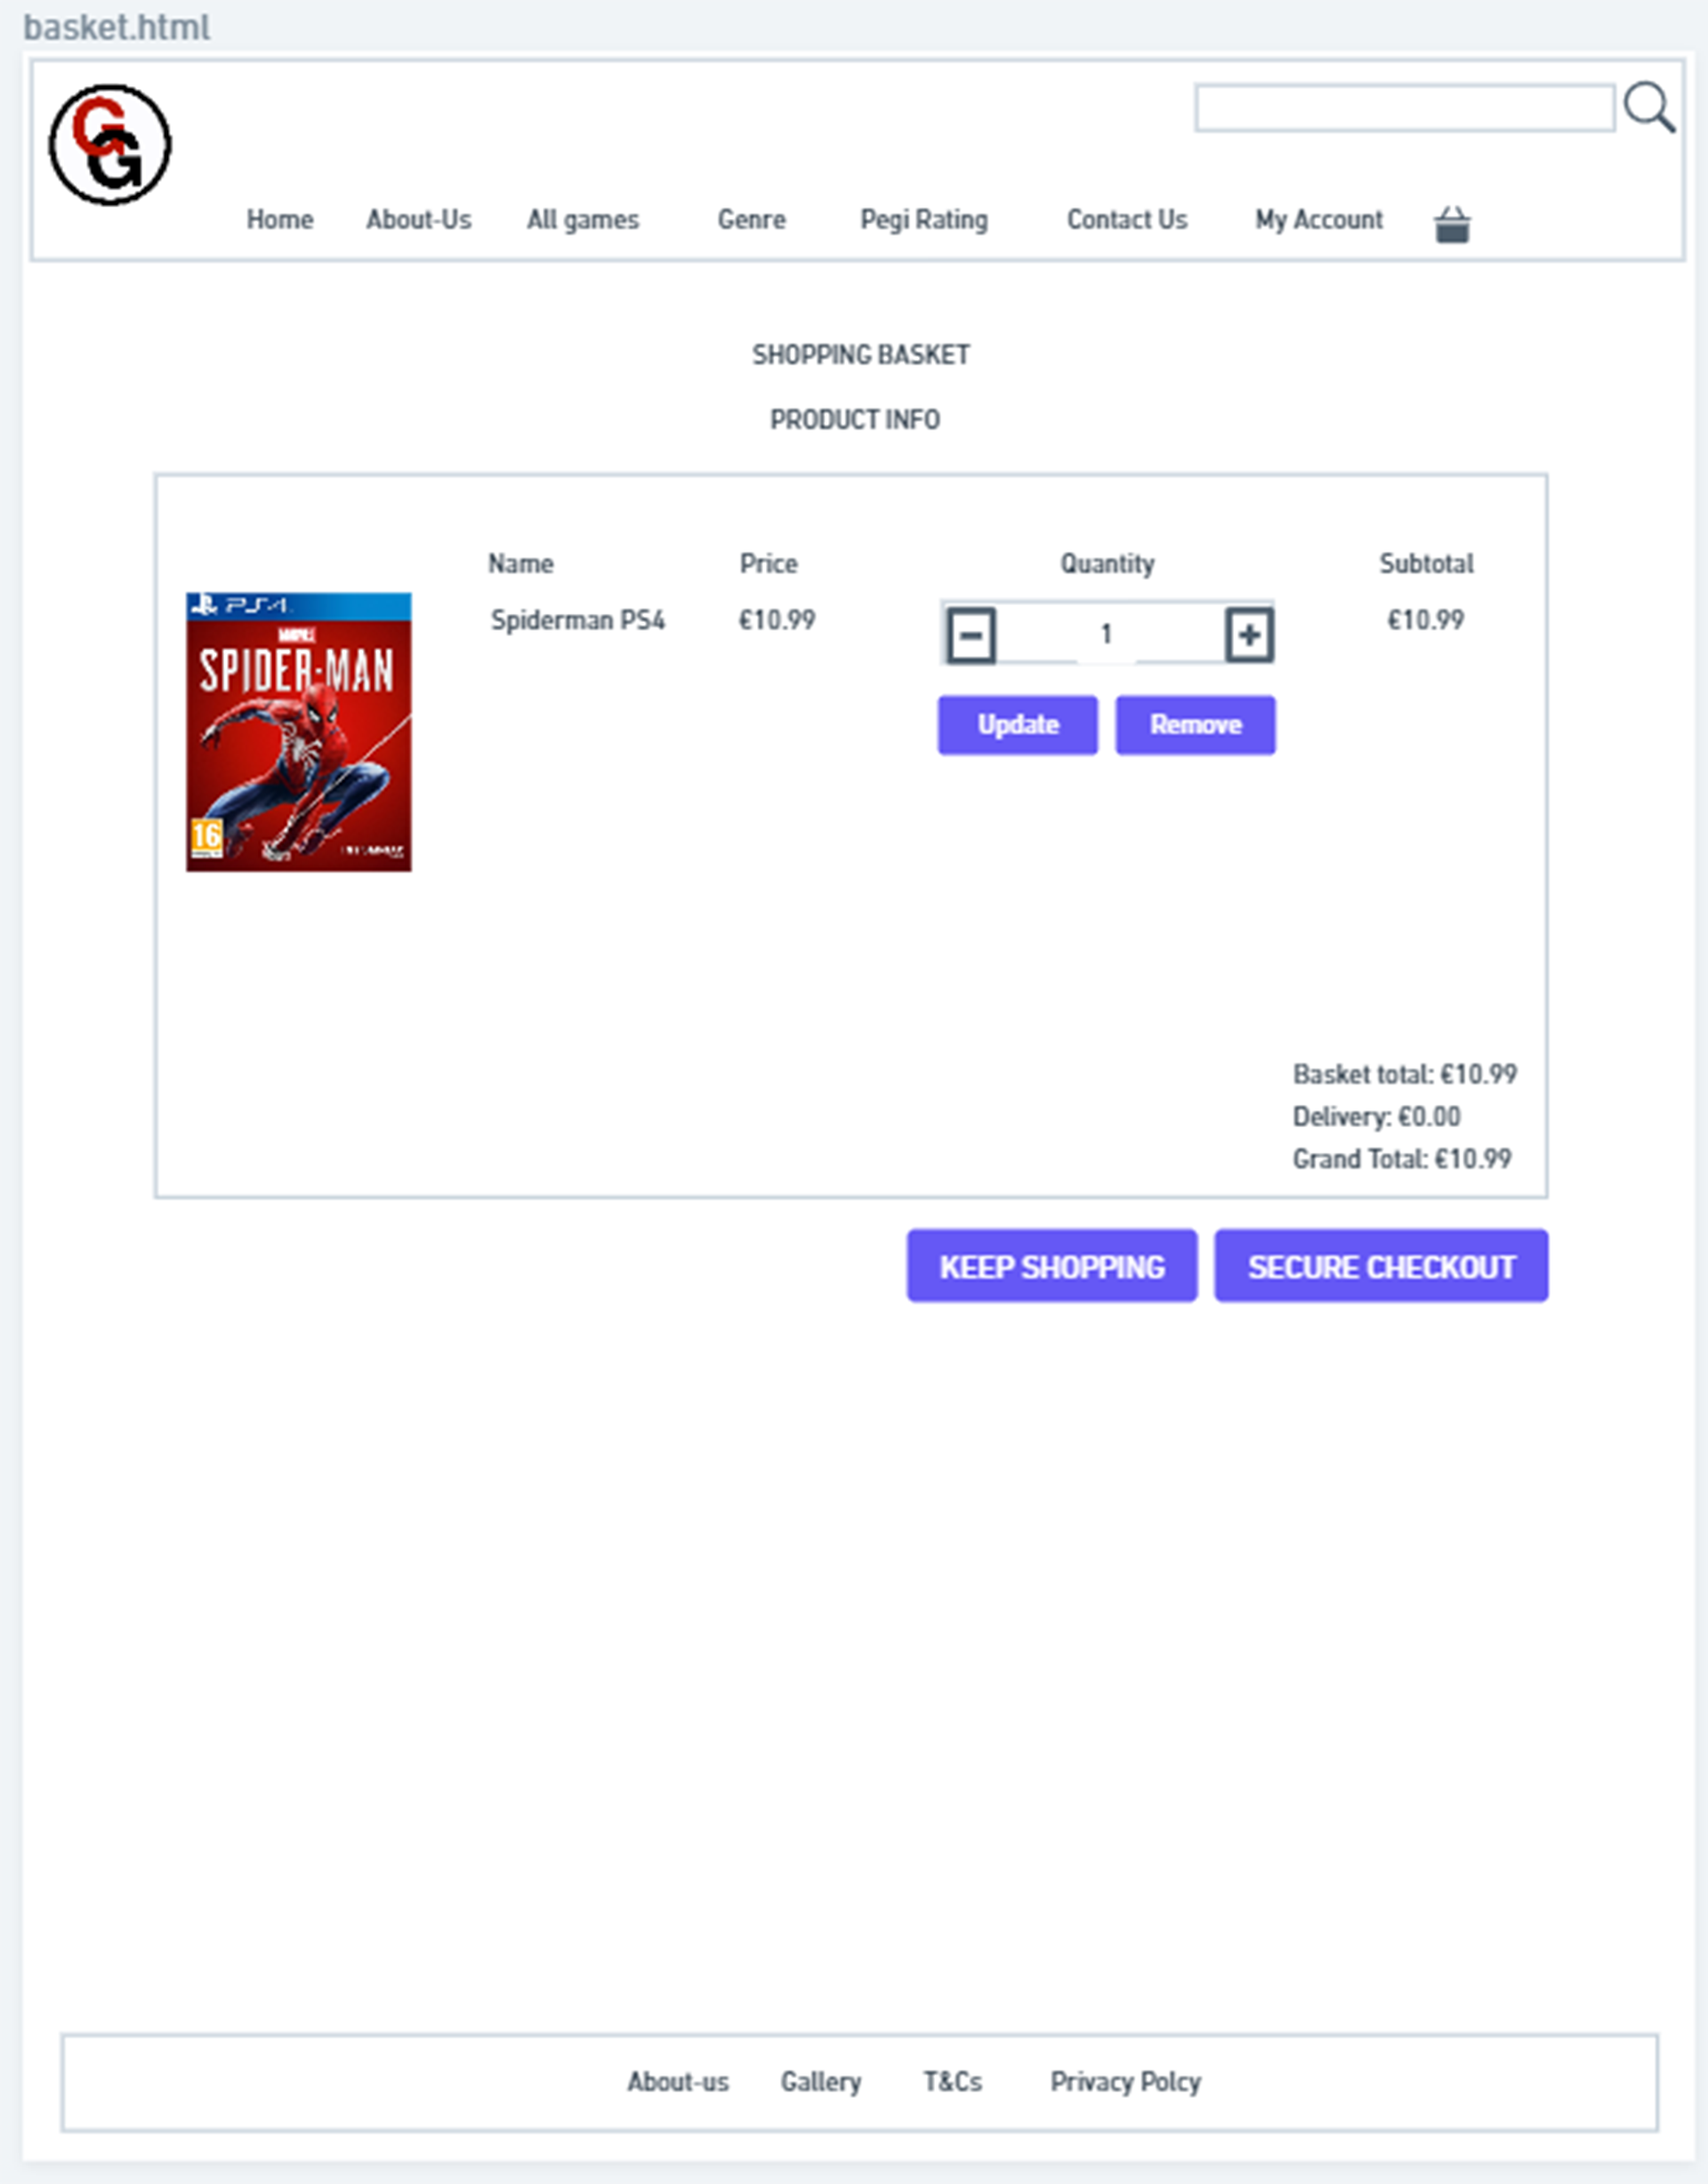 basket.html
G
G
Home About-Us All games Genre Pegi Rating Contact Us My Account
SHOPPING BASKET
PRODUCT INFO
Name Price Quantity Subtotal
PS4
MARVEL
SPIDER-MAN
16
Spiderman PS4 €10.99 1 €10.99
Update Remove
Basket total: €10.99
Delivery: €0.00
Grand Total: €10.99
KEEP SHOPPING SECURE CHECKOUT
About-us Gallery T&Cs Privacy Polcy